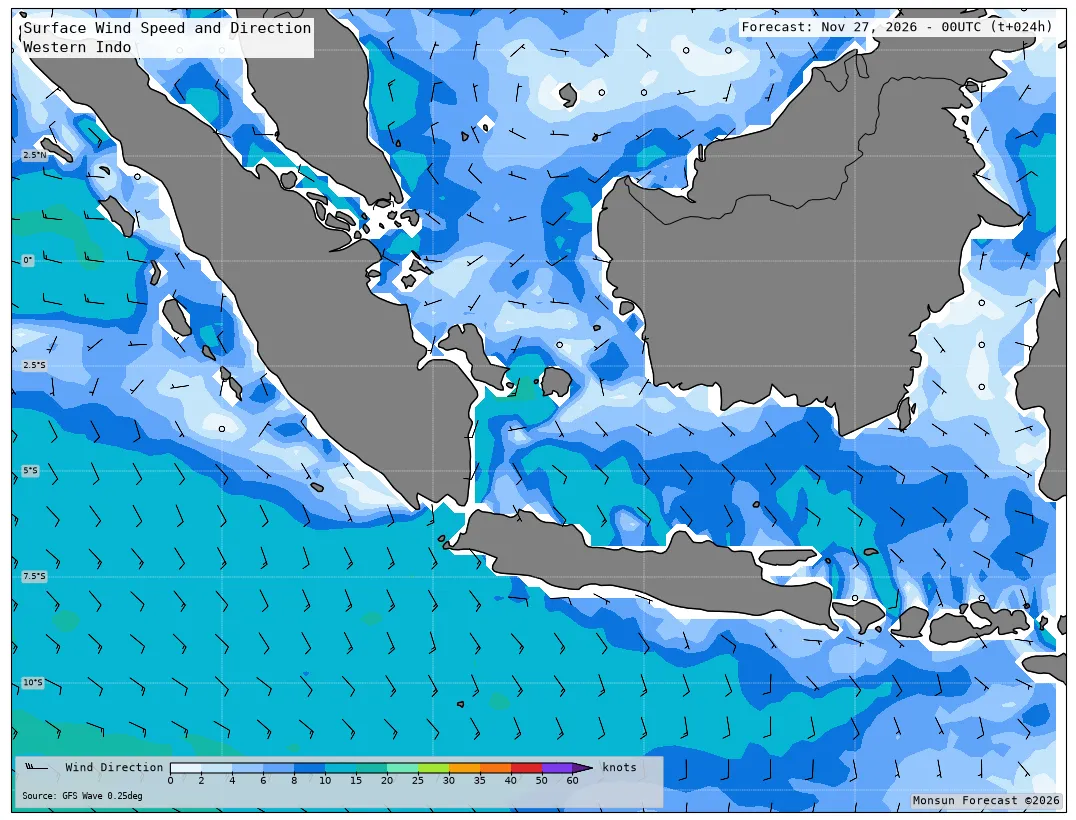 Surface Wind Speed and Direction
Western Indo
Forecast: Nov 27, 2026 - 00UTC (t+024h)
2.5°N
0°
2.5°S
5°S
7.5°S
10°S
Wind Direction
0 2 4 6 8 10 15 20 25 30 35 40 50 60
knots
Source: GFS Wave 0.25deg
Monsun Forecast ©2026